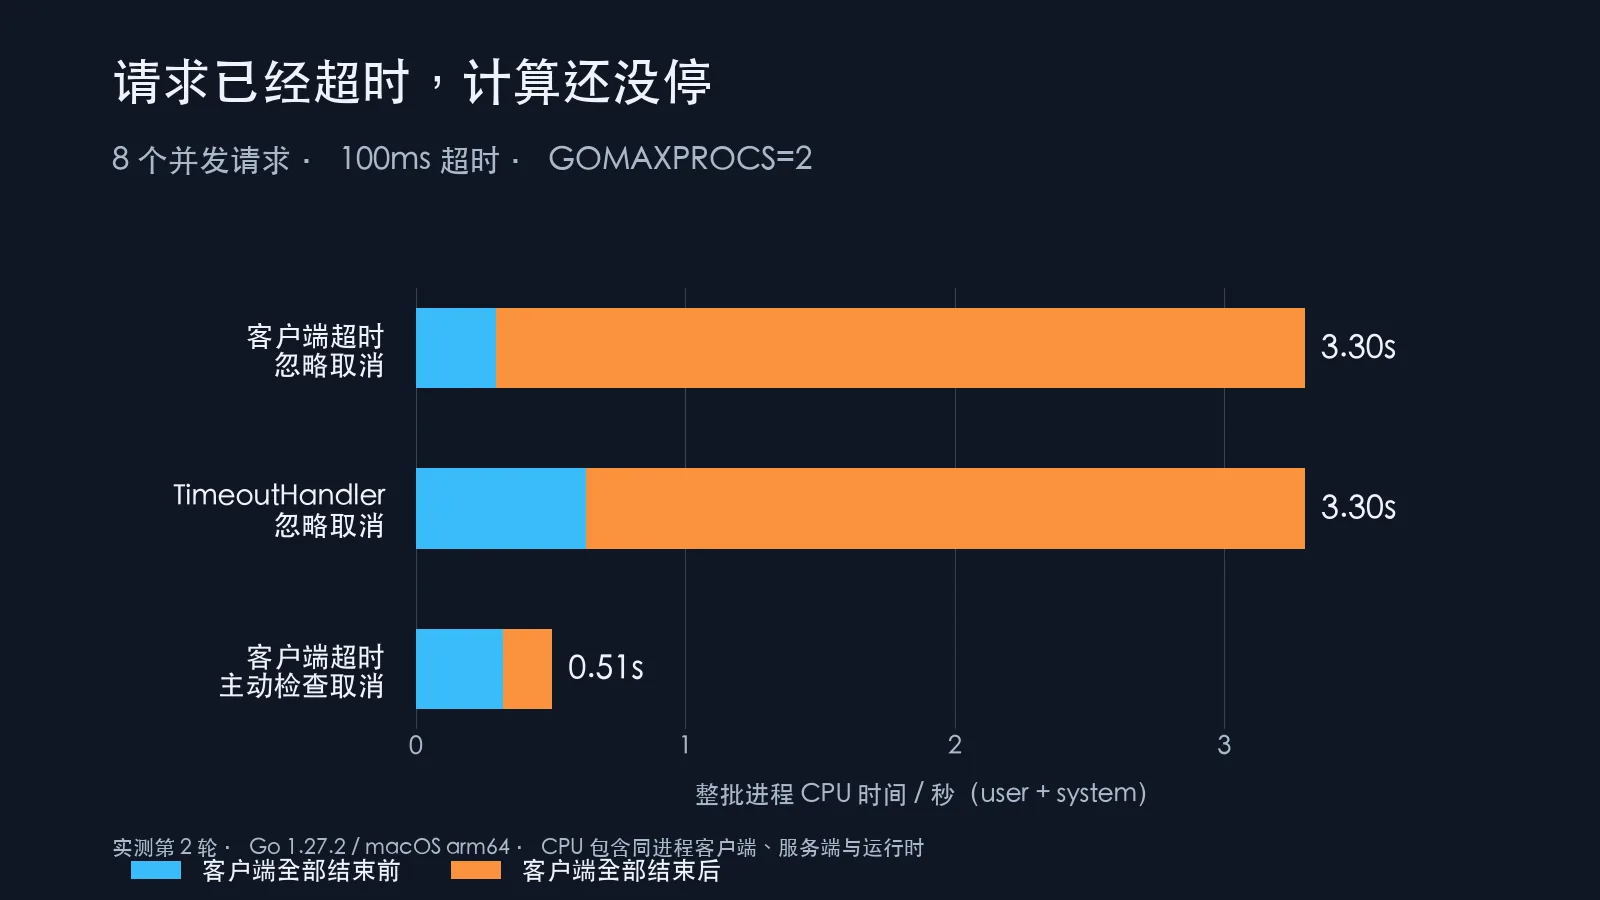 请求已经超时，计算还没停
8 个并发请求 · 100ms 超时 · GOMAXPROCS=2
客户端超时
忽略取消
3.30s
TimeoutHandler
忽略取消
3.30s
客户端超时
主动检查取消
0.51s
0 1 2 3
整批进程 CPU 时间 / 秒（user + system）
实测第 2 轮 · Go 1.27.2 / macOS arm64 · CPU 包含同进程客户端、服务端与运行时
客户端全部结束前 客户端全部结束后